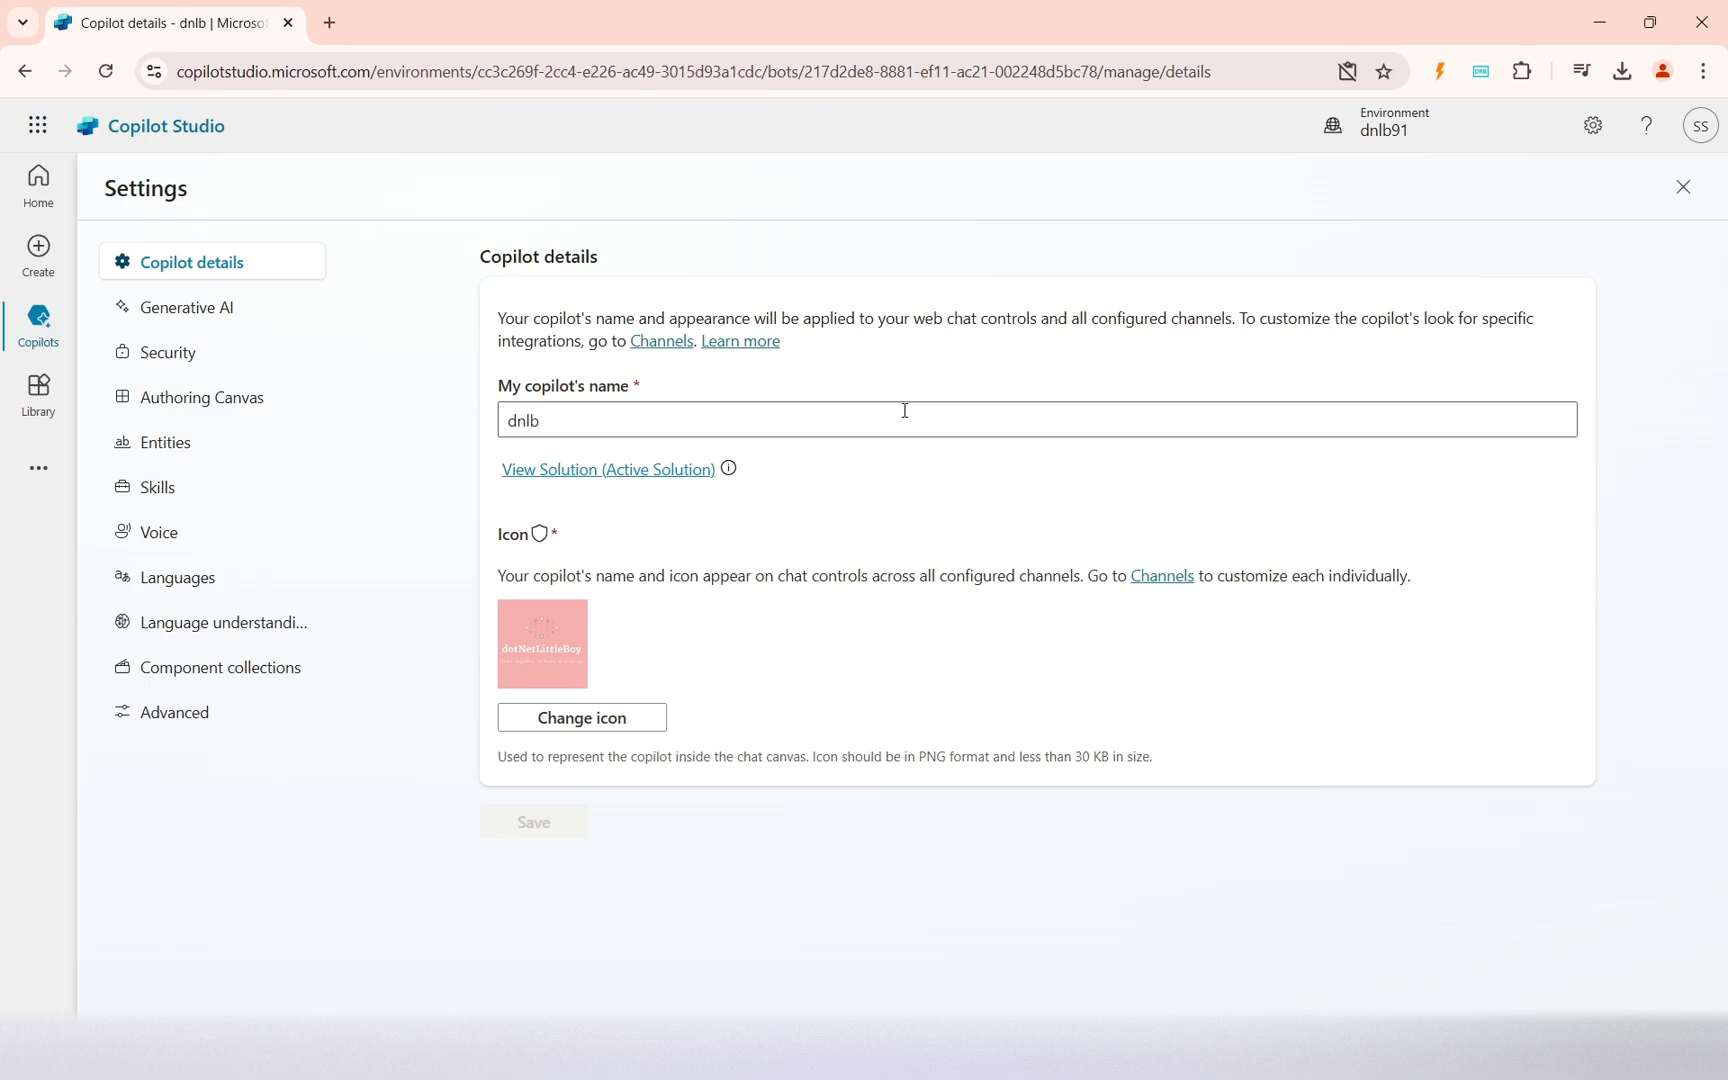 Copilot details - dnlb | Microsof
copilotstudio.microsoft.com/environments/cc3c269f-2cc4-e226-ac49-3015d93a1cdc/bots/217d2de8-8881-ef11-ac21-002248d5bc78/manage/details
Copilot Studio
Environment
dnlb91
SS
Home
Create
Copilots
Library
Settings
Copilot details
Generative AI
Security
Authoring Canvas
Entities
Skills
Voice
Languages
Language understandi...
Component collections
Advanced
Copilot details
Your copilot's name and appearance will be applied to your web chat controls and all configured channels. To customize the copilot's look for specific
integrations, go to Channels. Learn more
My copilot's name *
dnlb
View Solution (Active Solution)
Icon *
Your copilot's name and icon appear on chat controls across all configured channels. Go to Channels to customize each individually.
dotNetLittleBoy
Change icon
Used to represent the copilot inside the chat canvas. Icon should be in PNG format and less than 30 KB in size.
Save